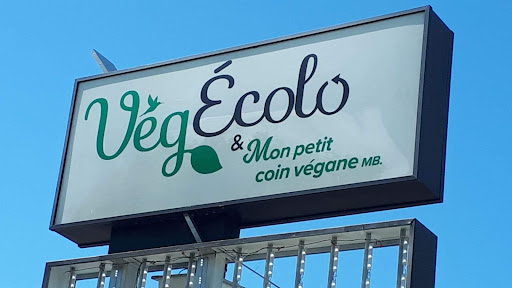 VégÉcolo
& Mon petit
coin végane MB.